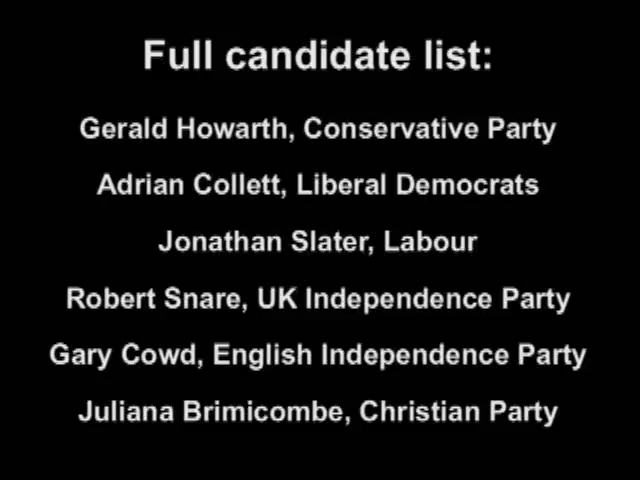 Full candidate list:
Gerald Howarth, Conservative Party
Adrian Collett, Liberal Democrats
Jonathan Slater, Labour
Robert Snare, UK Independence Party
Gary Cowd, English Independence Party
Juliana Brimicombe, Christian Party